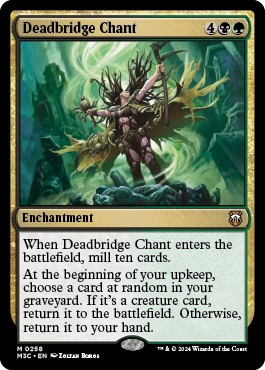 Deadbridge Chant 4
Enchantment
When Deadbridge Chant enters the
battlefield, mill ten cards.
At the beginning of your upkeep,
choose a card at random in your
graveyard. If it's a creature card,
return it to the battlefield. Otherwise,
return it to your hand.
M 0258
M3C • EN Zoltan Boros
™ & © 2024 Wizards of the Coast